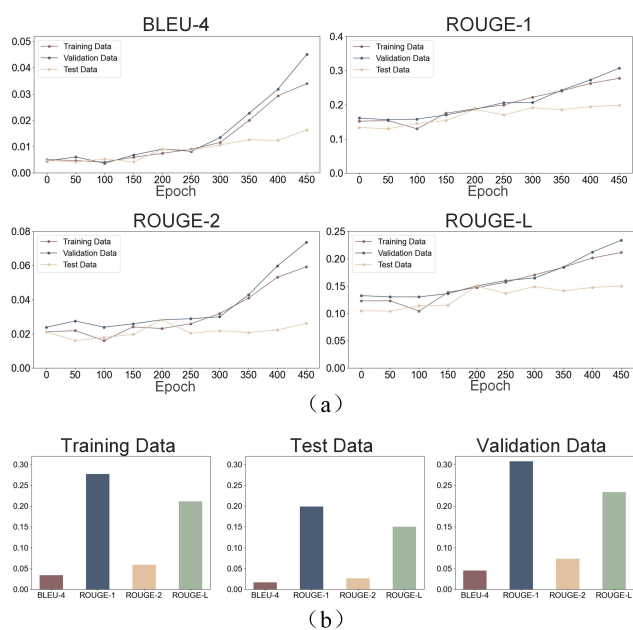 BLEU-4
ROUGE-1
0.05
0.04
0.03
0.02
0.01
0.00
Training Data
Validation Data
Test Data
0 50 100 150 200 250 300 350 400 450
Epoch
0.4
0.3
0.2
0.1
0.0
Training Data
Validation Data
Test Data
0 50 100 150 200 250 300 350 400 450
Epoch
ROUGE-2
ROUGE-L
0.08
0.06
0.04
0.02
0.00
Training Data
Validation Data
Test Data
0 50 100 150 200 250 300 350 400 450
Epoch
0.25
0.20
0.15
0.10
0.05
0.00
Training Data
Validation Data
Test Data
0 50 100 150 200 250 300 350 400 450
Epoch
(a)
Training Data
0.30
0.25
0.20
0.15
0.10
0.05
0.00
BLEU-4 ROUGE-1 ROUGE-2 ROUGE-L
Test Data
0.30
0.25
0.20
0.15
0.10
0.05
0.00
BLEU-4 ROUGE-1 ROUGE-2 ROUGE-L
Validation Data
0.30
0.25
0.20
0.15
0.10
0.05
0.00
BLEU-4 ROUGE-1 ROUGE-2 ROUGE-L
(b)